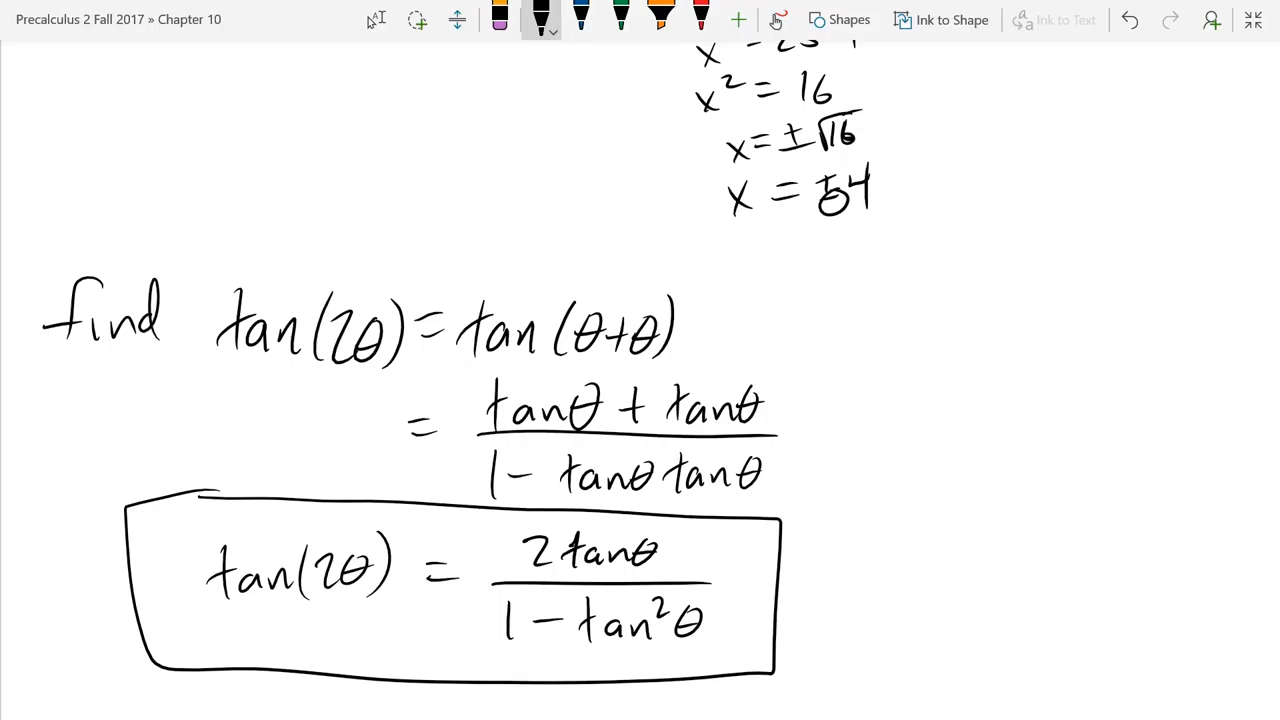 Precalculus 2 Fall 2017 » Chapter 10
Shapes
Ink to Shape
Ink to Text
x² = 16
x = ±√16
x = ±4
find tan(2θ) = tan(θ+θ)
= (tanθ + tanθ) / (1 - tanθ tanθ)
tan(2θ) = 2tanθ / (1 - tan²θ)